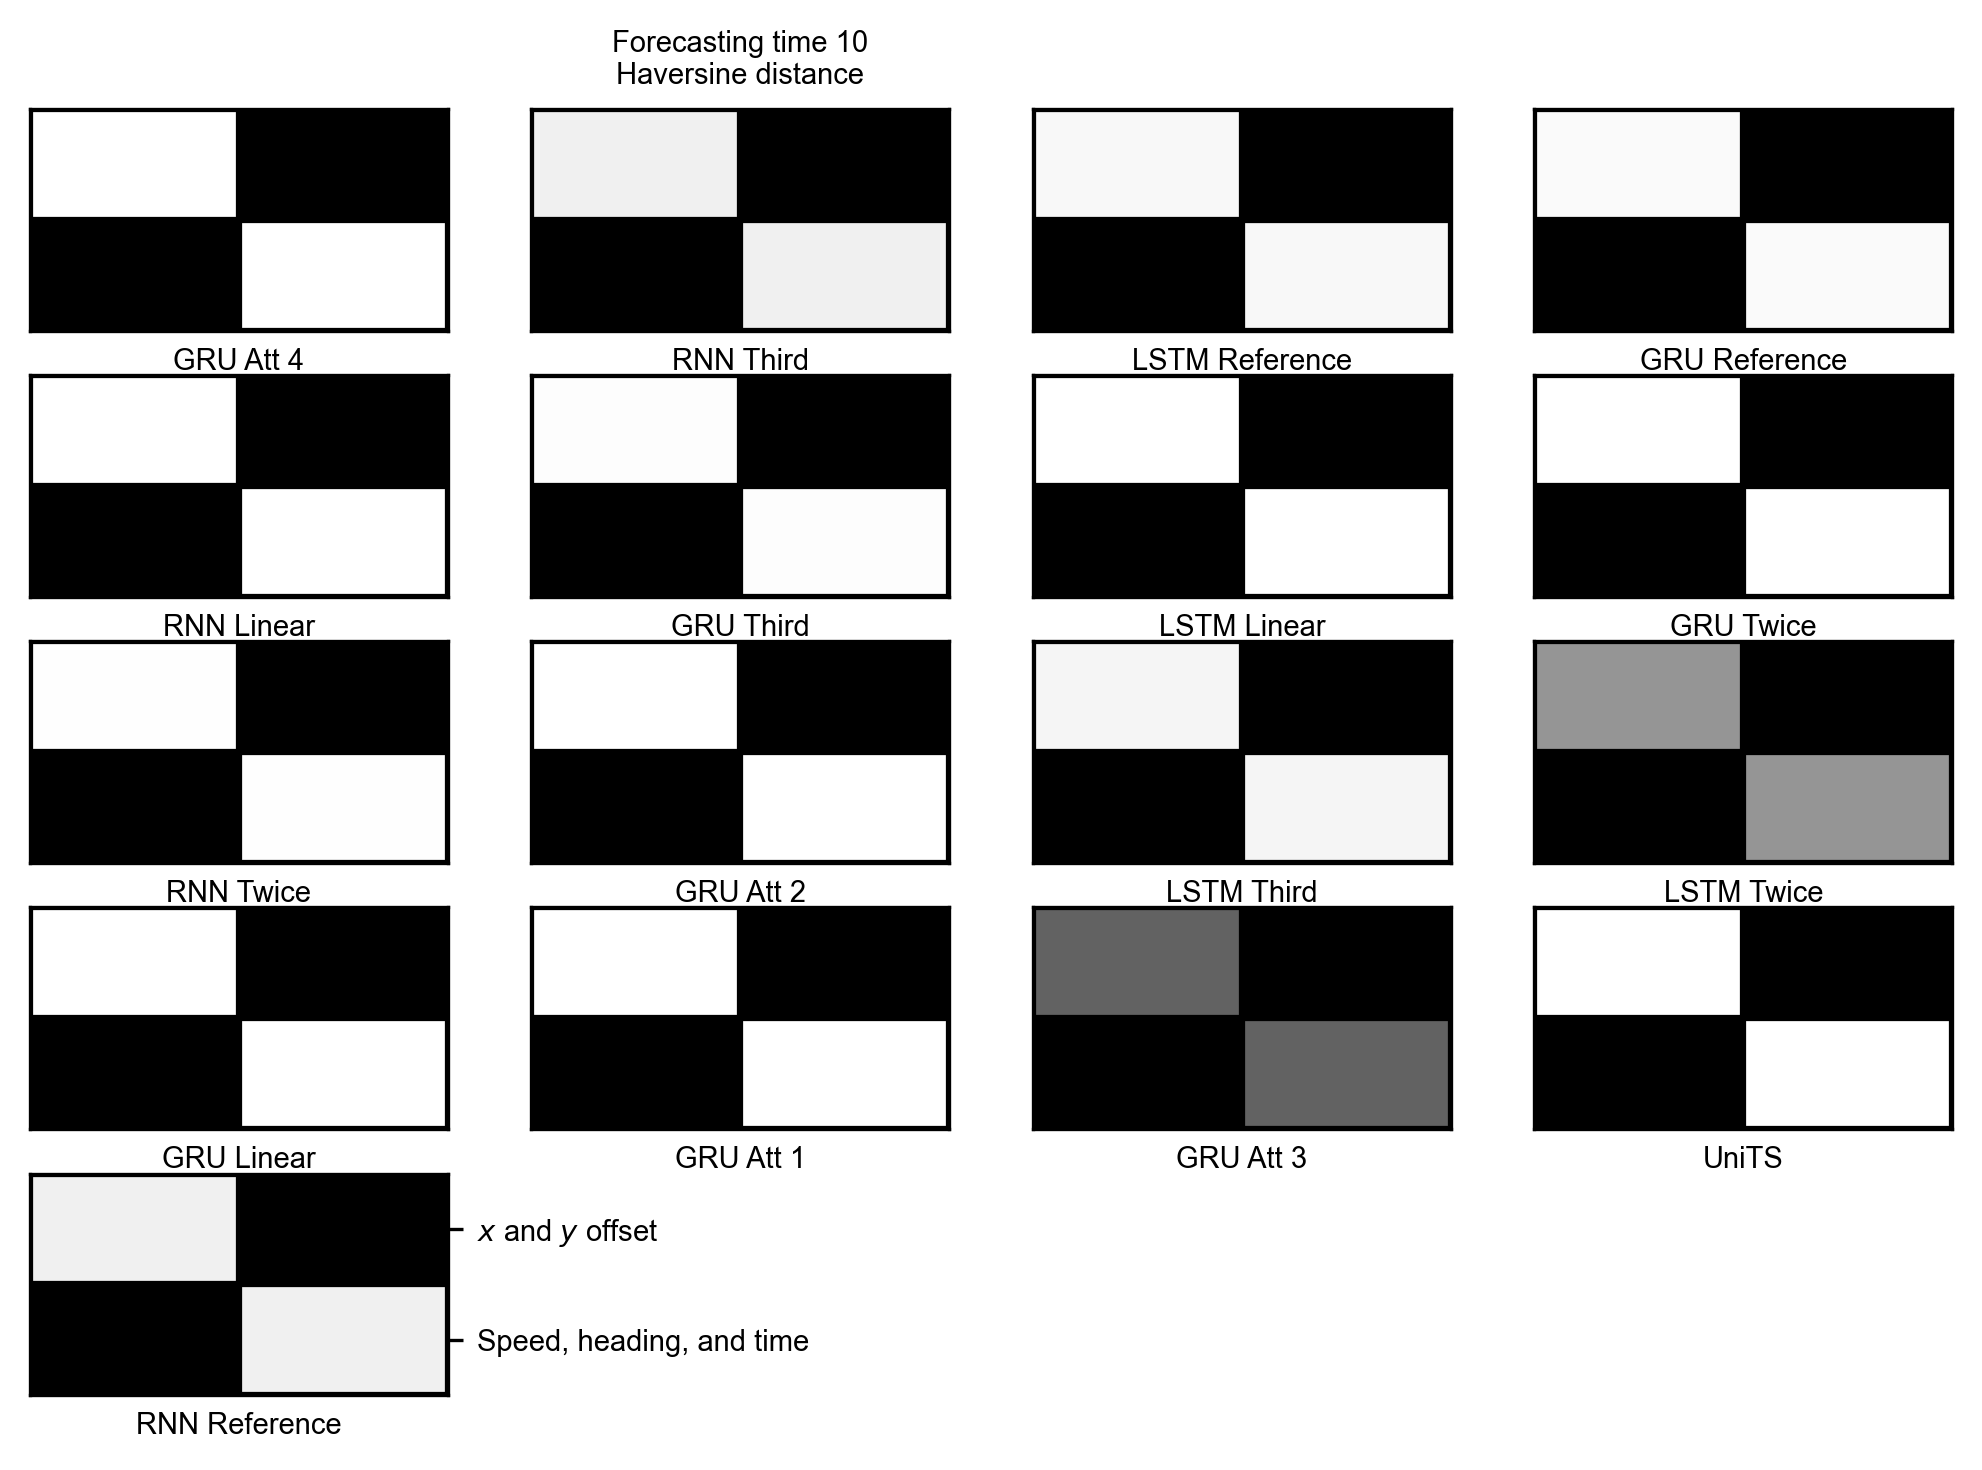 Forecasting time 10
Haversine distance
GRU Att 4
RNN Third
LSTM Reference
GRU Reference
RNN Linear
GRU Third
LSTM Linear
GRU Twice
RNN Twice
GRU Att 2
LSTM Third
LSTM Twice
GRU Linear
GRU Att 1
GRU Att 3
UniTS
x and y offset
Speed, heading, and time
RNN Reference